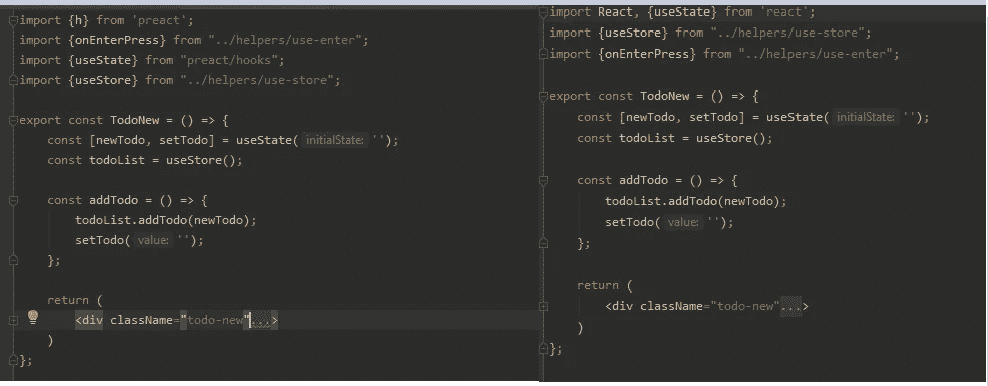 import {h} from 'preact';
import {onEnterPress} from "../helpers/use-enter";
import {useState} from "preact/hooks";
import {useStore} from "../helpers/use-store";
export const TodoNew = () => {
const [newTodo, setTodo] = useState( initialState: '');
const todoList = useStore();
const addTodo = () => {
todoList.addTodo(newTodo);
setTodo( value: '');
};
return (
<div className="todo-new"...>
)
};
import React, {useState} from 'react';
import {useStore} from "../helpers/use-store";
import {onEnterPress} from "../helpers/use-enter";
export const TodoNew = () => {
const [newTodo, setTodo] = useState( initialState: '');
const todoList = useStore();
const addTodo = () => {
todoList.addTodo(newTodo);
setTodo( value: '');
};
return (
<div className="todo-new"...>
)
};